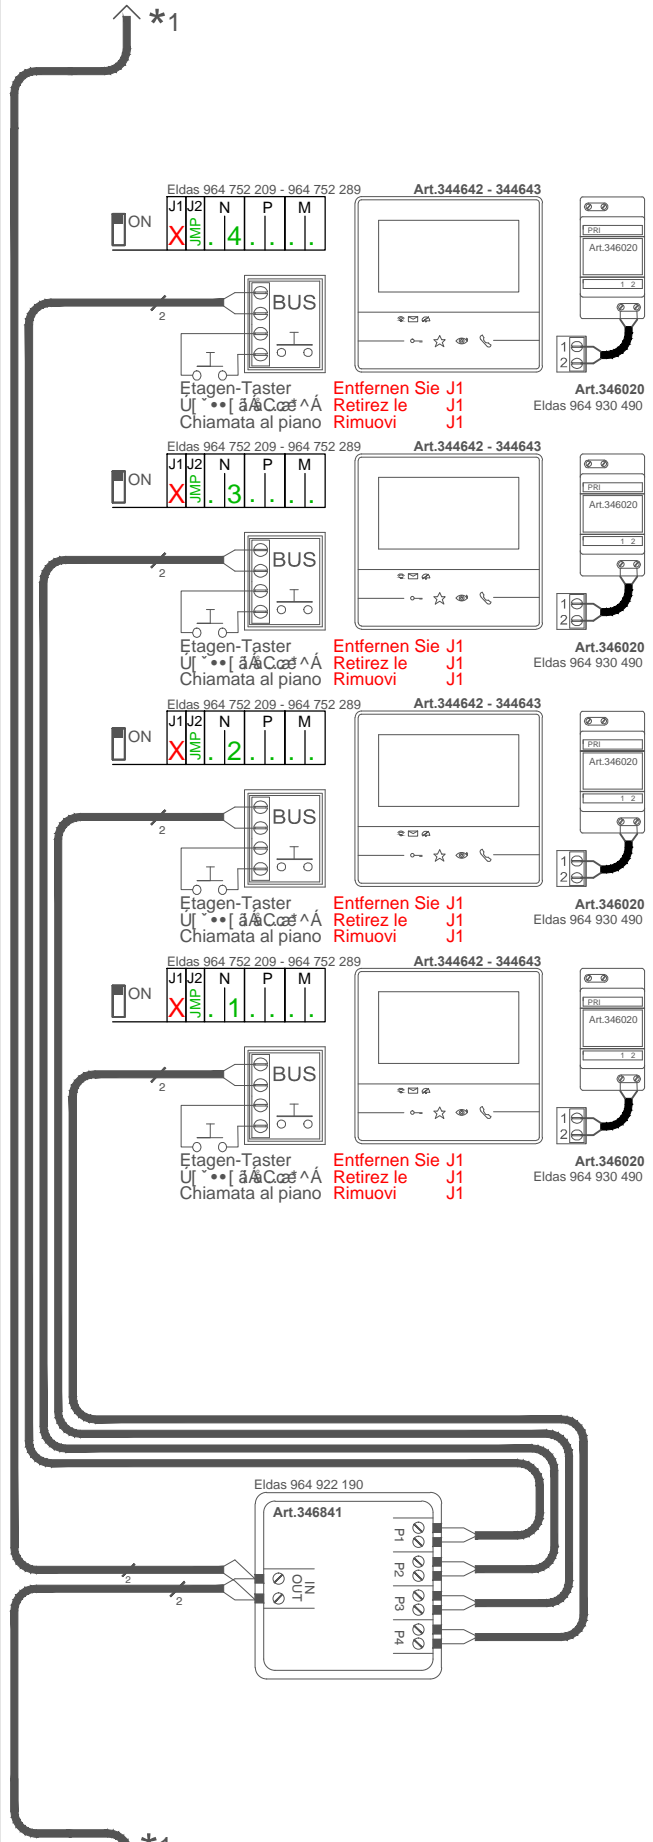 *1
Eldas 964 752 209 - 964 752 289
Art.344642 - 344643
ON
J1 J2 N P M
X JMP . 4 . . . .
PRI
Art.346020
1 2
BUS
2
1
2
Etagen-Taster
Chiamata al piano
Entfernen Sie J1
Retirez le J1
Rimuovi J1
Art.346020
Eldas 964 930 490
Eldas 964 752 209 - 964 752 289
Art.344642 - 344643
ON
J1 J2 N P M
X JMP . 3 . . . .
PRI
Art.346020
1 2
BUS
2
1
2
Etagen-Taster
Chiamata al piano
Entfernen Sie J1
Retirez le J1
Rimuovi J1
Art.346020
Eldas 964 930 490
Eldas 964 752 209 - 964 752 289
Art.344642 - 344643
ON
J1 J2 N P M
X JMP . 2 . . . .
PRI
Art.346020
1 2
BUS
2
1
2
Etagen-Taster
Chiamata al piano
Entfernen Sie J1
Retirez le J1
Rimuovi J1
Art.346020
Eldas 964 930 490
Eldas 964 752 209 - 964 752 289
Art.344642 - 344643
ON
J1 J2 N P M
X JMP . 1 . . . .
PRI
Art.346020
1 2
BUS
2
1
2
Etagen-Taster
Chiamata al piano
Entfernen Sie J1
Retirez le J1
Rimuovi J1
Art.346020
Eldas 964 930 490
Eldas 964 922 190
Art.346841
P1
P2
P3
P4
IN
OUT
2
2
*1